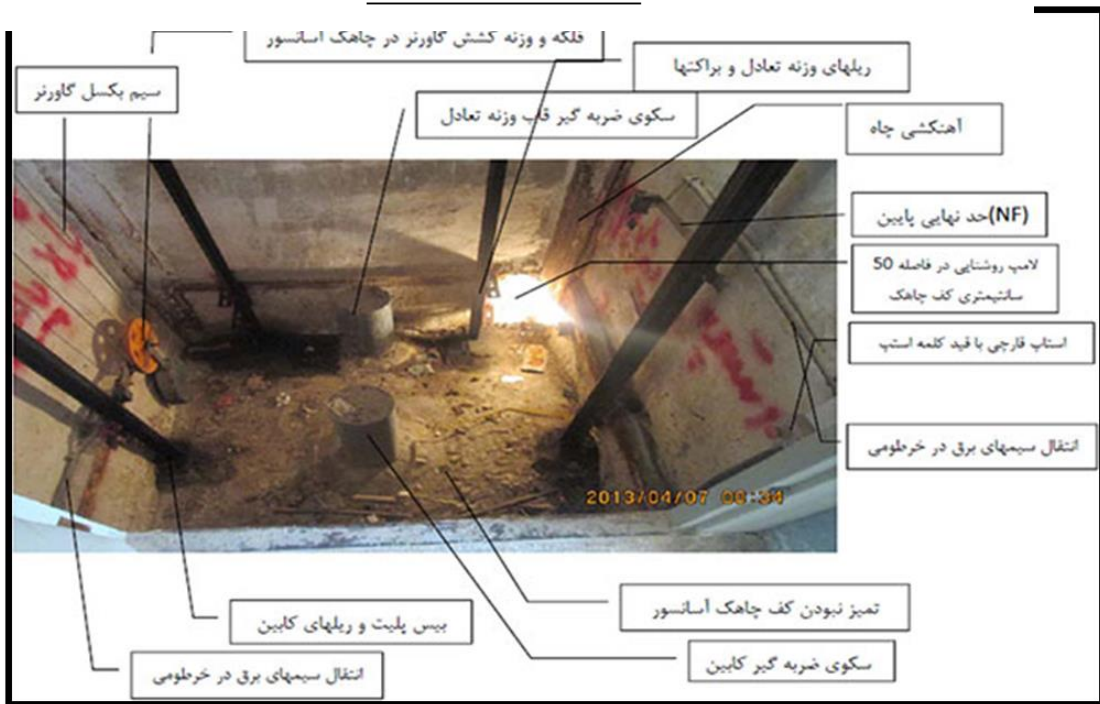 فلکه و وزنه کشش گاورنر در چاهک آسانسور
ریلهای وزنه تعادل و براکتها
سیم بکسل گاورنر
سکوی ضربه گیر قاب وزنه تعادل
آهنکشی چاه
(NF)حد نهایی پایین
لامپ روشنایی در فاصله 50
سانتیمتری کف چاهک
استاپ قارچی با قید کلمه استپ
انتقال سیمهای برق در خرطومی
2013/04/07
تمیز نبودن کف چاهک آسانسور
بیس پلیت و ریلهای کابین
سکوی ضربه گیر کابین
انتقال سیمهای برق در خرطومی